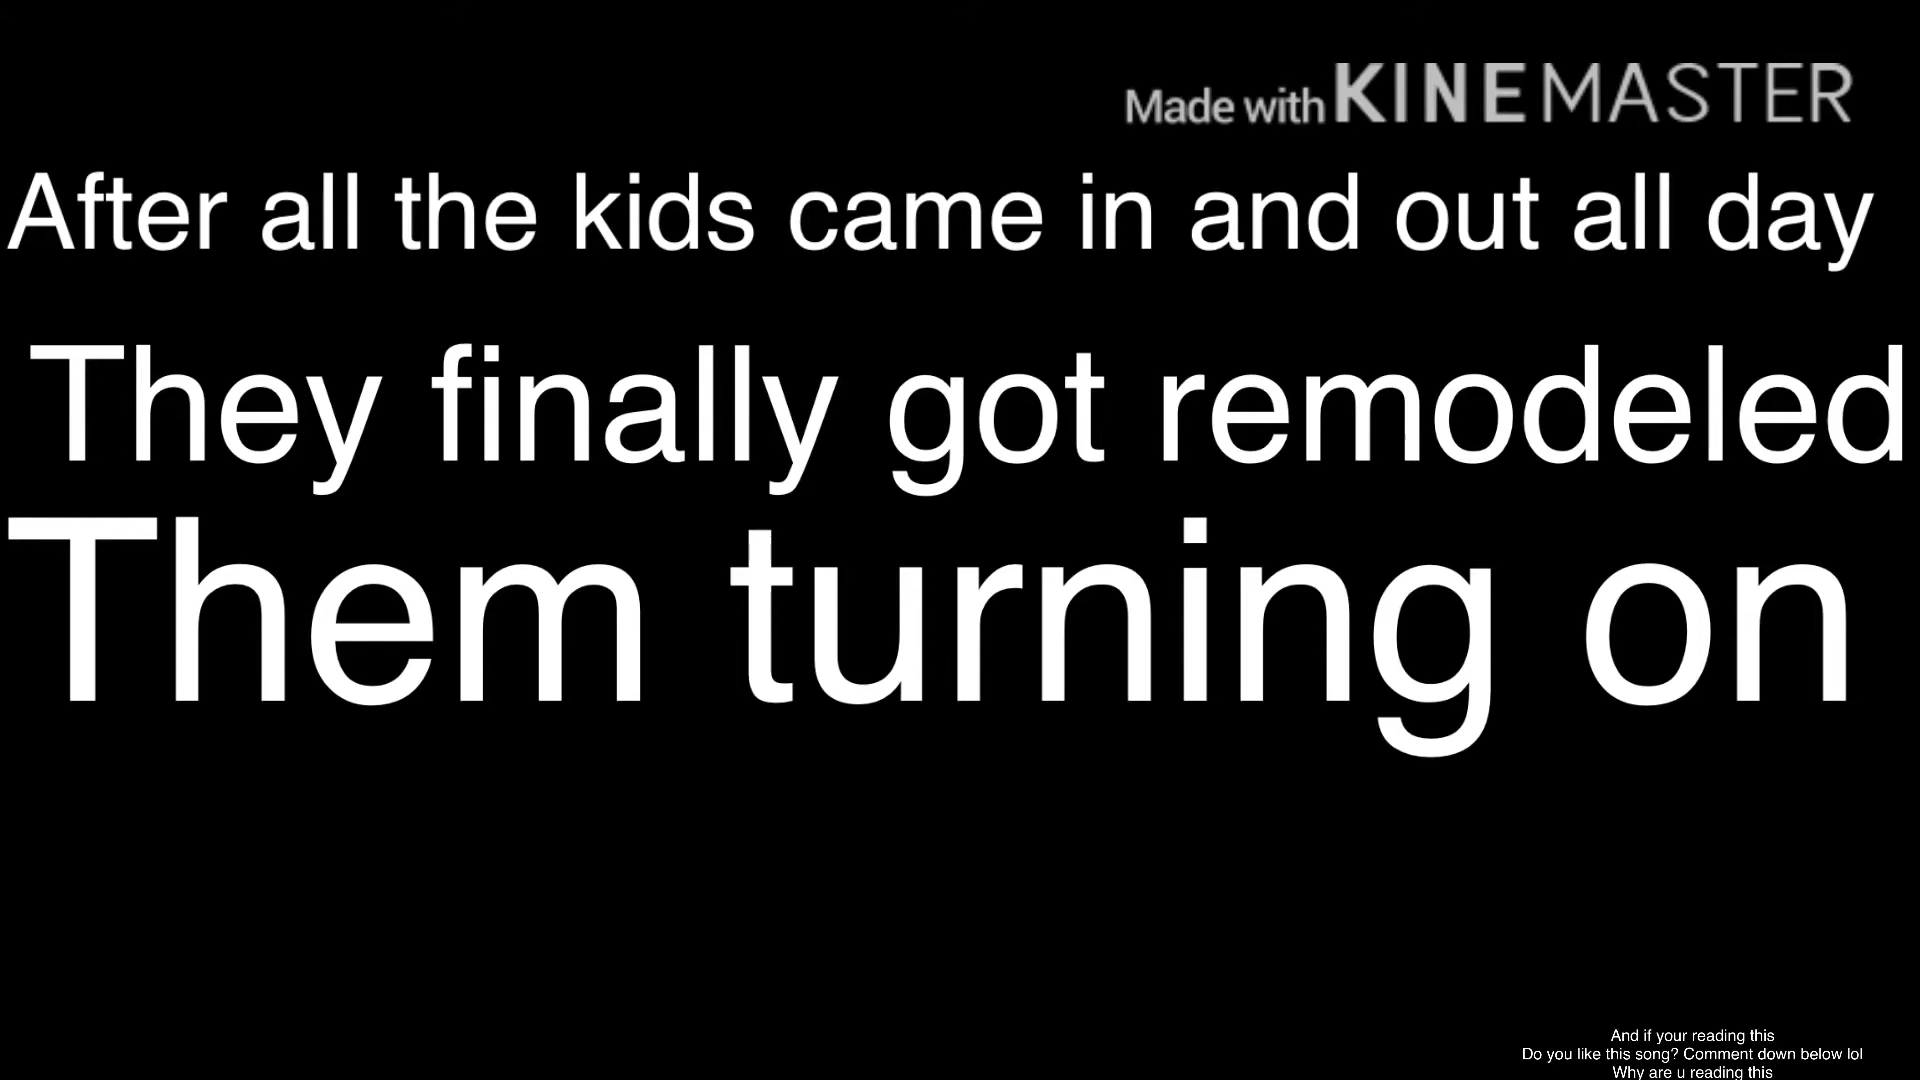 Made with KINEMASTER
After all the kids came in and out all day
They finally got remodeled
Them turning on
And if your reading this
Do you like this song? Comment down below lol
Why are u reading this